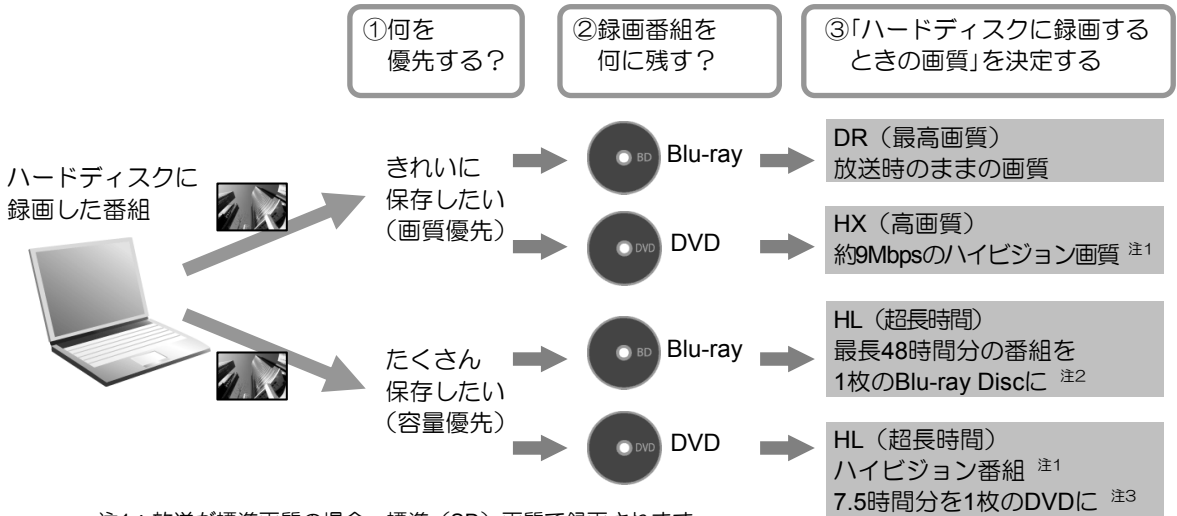 ①何を
優先する？
②録画番組を
何に残す？
③「ハードディスクに録画する
ときの画質」を決定する
ハードディスクに
録画した番組
きれいに
保存したい
（画質優先）
BD
Blu-ray
DR（最高画質）
放送時のままの画質
DVD
DVD
HX（高画質）
約9Mbpsのハイビジョン画質 注1
たくさん
保存したい
（容量優先）
BD
Blu-ray
HL（超長時間）
最長48時間分の番組を
1枚のBlu-ray Discに 注2
DVD
DVD
HL（超長時間）
ハイビジョン番組 注1
7.5時間分を1枚のDVDに 注3